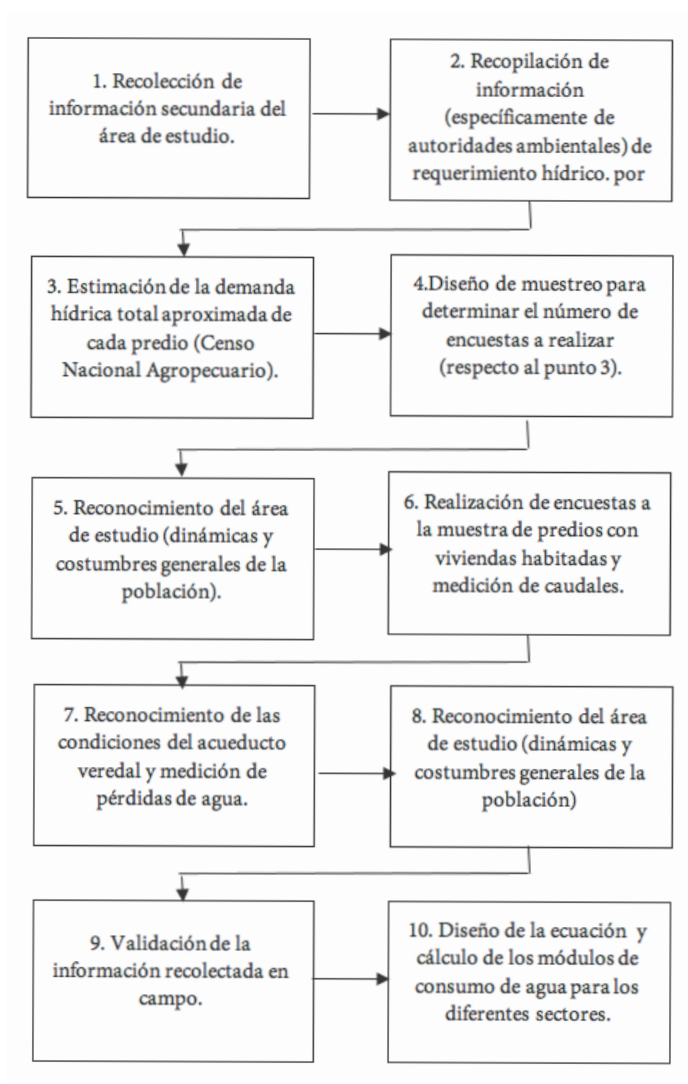 1. Recolección de
información secundaria del
área de estudio.
2. Recopilación de
información
(específicamente de
autoridades ambientales) de
requerimiento hídrico. por
3. Estimación de la demanda
hídrica total aproximada de
cada predio (Censo
Nacional Agropecuario).
4.Diseño de muestreo para
determinar el número de
encuestas a realizar
(respecto al punto 3).
5. Reconocimiento del área
de estudio (dinámicas y
costumbres generales de la
población).
6. Realización de encuestas a
la muestra de predios con
viviendas habitadas y
medición de caudales.
7. Reconocimiento de las
condiciones del acueducto
veredal y medición de
pérdidas de agua.
8. Reconocimiento del área
de estudio (dinámicas y
costumbres generales de la
población)
9. Validación de la
información recolectada en
campo.
10. Diseño de la ecuación y
cálculo de los módulos de
consumo de agua para los
diferentes sectores.